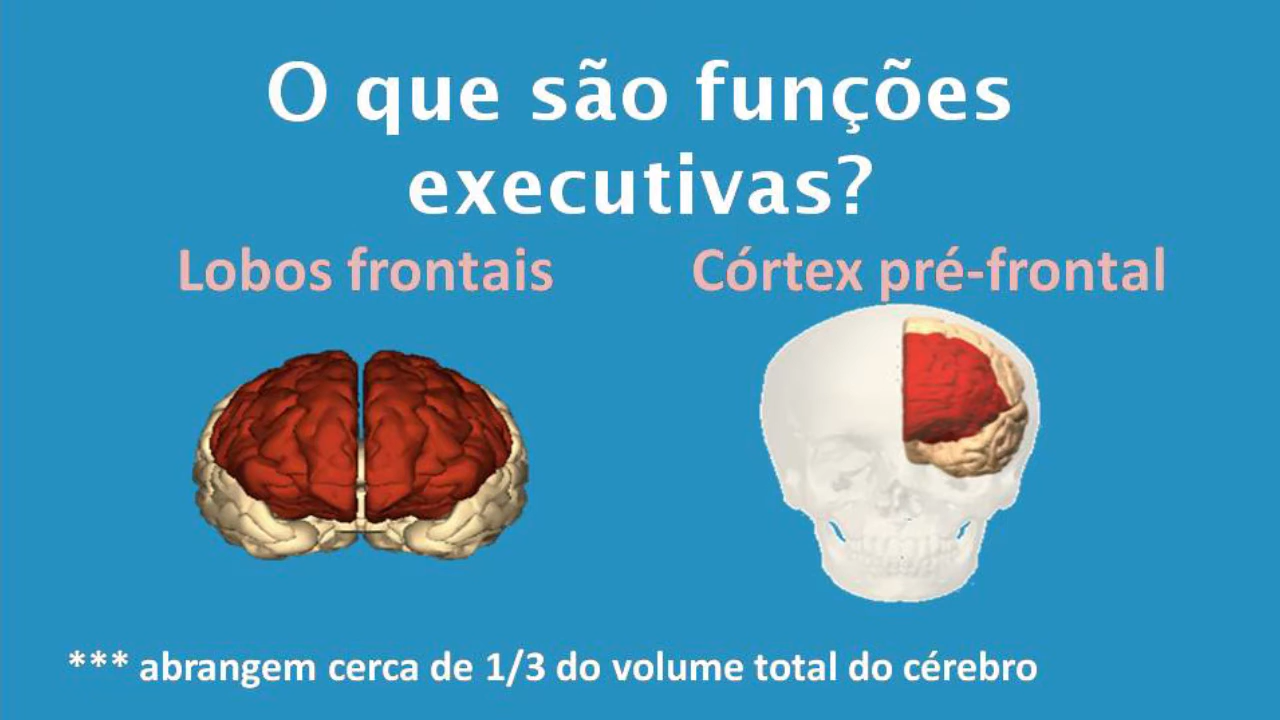 O que são funções
executivas?
Lobos frontais
Córtex pré-frontal
*** abrangem cerca de 1/3 do volume total do cérebro